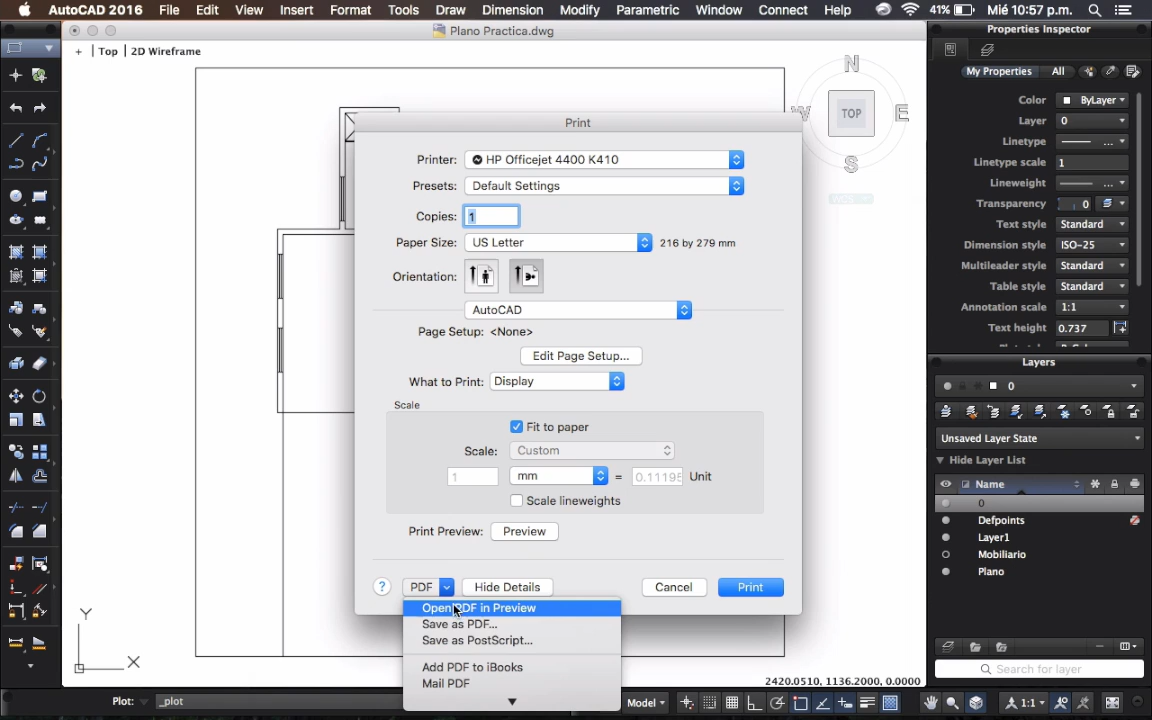 AutoCAD 2016 File Edit View Insert Format Tools Draw Dimension Modify Parametric Window Connect Help 41% Mié 10:57 p.m.
Plano Practica.dwg
+ | Top | 2D Wireframe
N
W TOP E
S
Print
Printer: HP Officejet 4400 K410
Presets: Default Settings
Copies: 1
Paper Size: US Letter 216 by 279 mm
Orientation:
AutoCAD
Page Setup: <None>
Edit Page Setup...
What to Print: Display
Scale
Fit to paper
Scale: Custom
1 mm = 0.11195 Unit
Scale lineweights
Print Preview: Preview
? PDF Hide Details Cancel Print
Open PDF in Preview
Save as PDF...
Save as PostScript...
Add PDF to iBooks
Mail PDF
Y
X
2420.0510, 1136.2000, 0.0000
Plot: _plot
Model
1:1
Properties Inspector
My Properties All
Color ByLayer
Layer 0
Linetype ...
Linetype scale 1
Lineweight ...
Transparency 0
Text style Standard
Dimension style ISO-25
Multileader style Standard
Table style Standard
Annotation scale 1:1
Text height 0.737
Layers
0
Unsaved Layer State
Hide Layer List
Name
0
Defpoints
Layer1
Mobiliario
Plano
Search for layer